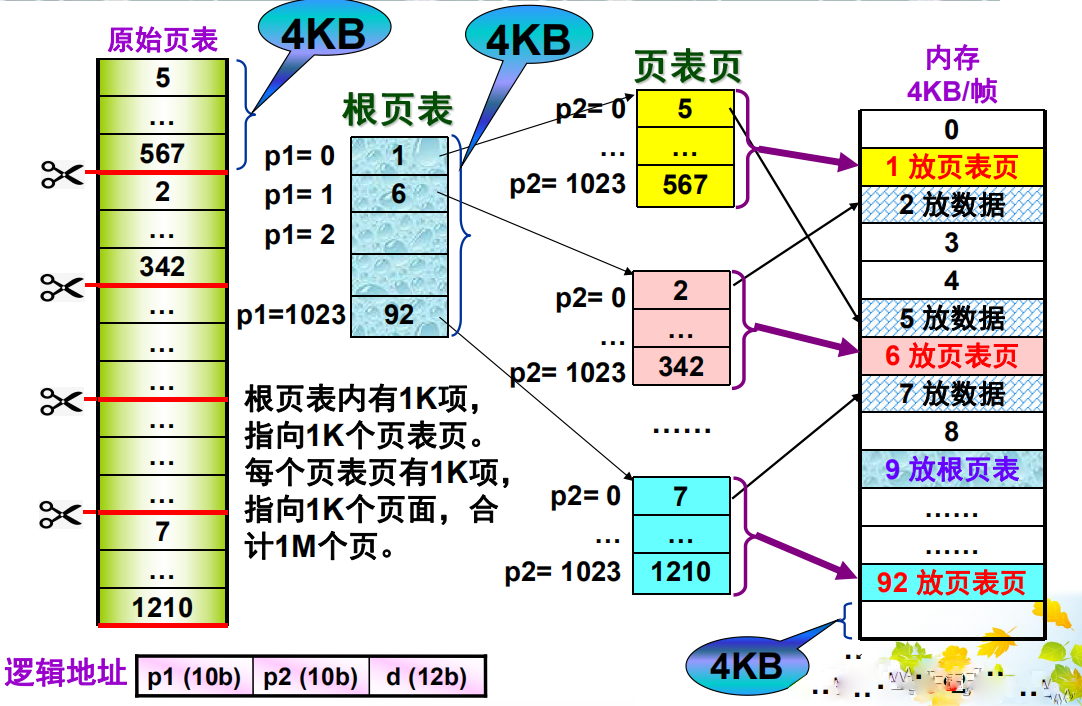 原始页表
4KB
5
…
567
2
…
342
…
…
…
…
…
…
7
…
1210
根页表
4KB
p1= 0 1
p1= 1 6
p1= 2
p1=1023 92
页表页
p2= 0 5
… …
p2= 1023 567
p2= 0 2
… …
p2= 1023 342
……
p2= 0 7
… …
p2= 1023 1210
内存
4KB/帧
0
1 放页表页
2 放数据
3
4
5 放数据
6 放页表页
7 放数据
8
9 放根页表
……
……
92 放页表页
4KB
根页表内有1K项，
指向1K个页表页。
每个页表页有1K项，
指向1K个页面，合
计1M个页。
逻辑地址 p1 (10b) p2 (10b) d (12b)